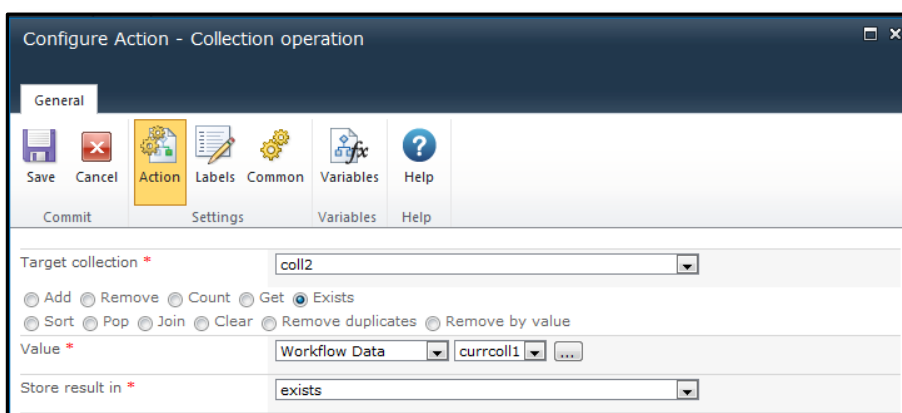 Configure Action - Collection operation
General
Save Cancel Action Labels Common Variables Help
Commit Settings Variables Help
Target collection * coll2
Add Remove Count Get Exists
Sort Pop Join Clear Remove duplicates Remove by value
Value * Workflow Data currcoll1 ...
Store result in * exists